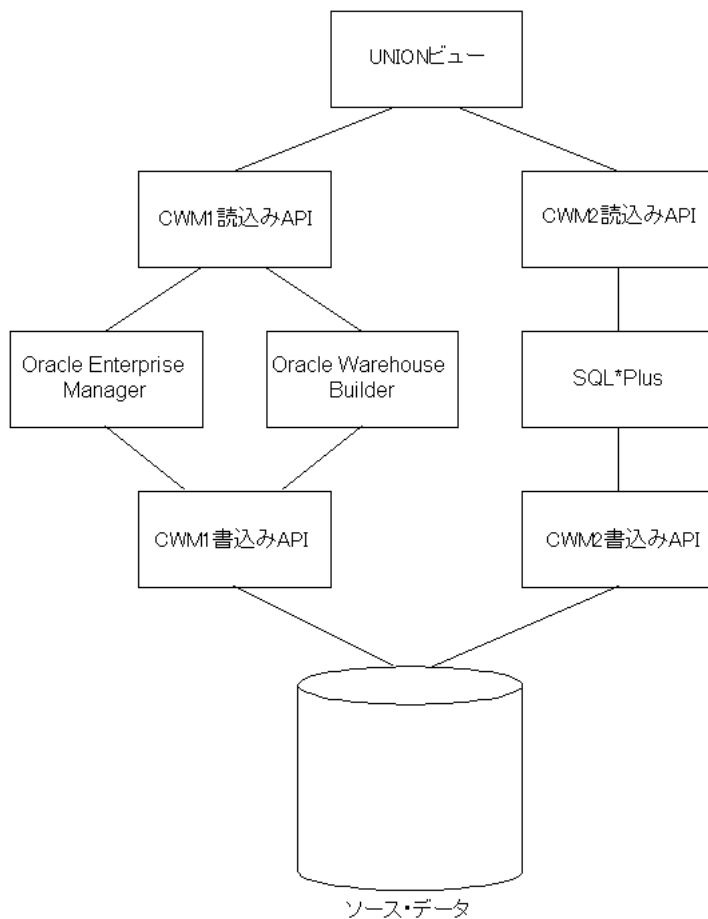 UNIONビュー
CWM1読込みAPI
CWM2読込みAPI
Oracle Enterprise
Manager
Oracle Warehouse
Builder
SQL*Plus
CWM1書込みAPI
CWM2書込みAPI
ソース・データ